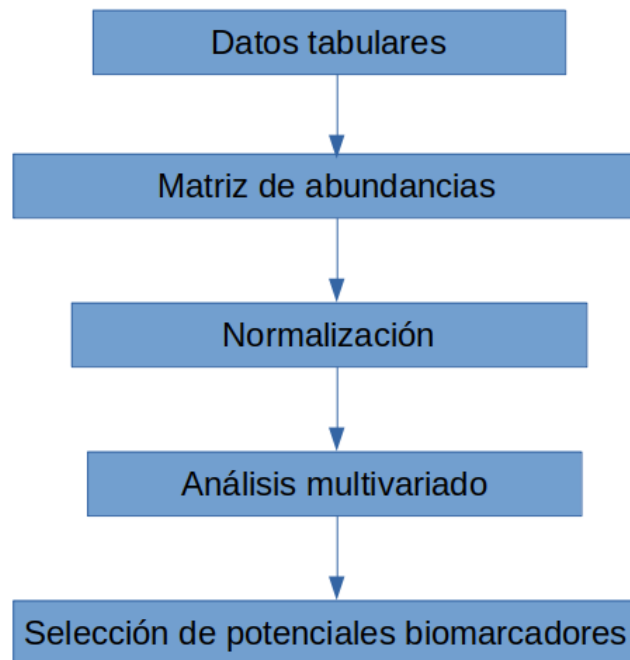 Datos tabulares
Matriz de abundancias
Normalización
Análisis multivariado
Selección de potenciales biomarcadores